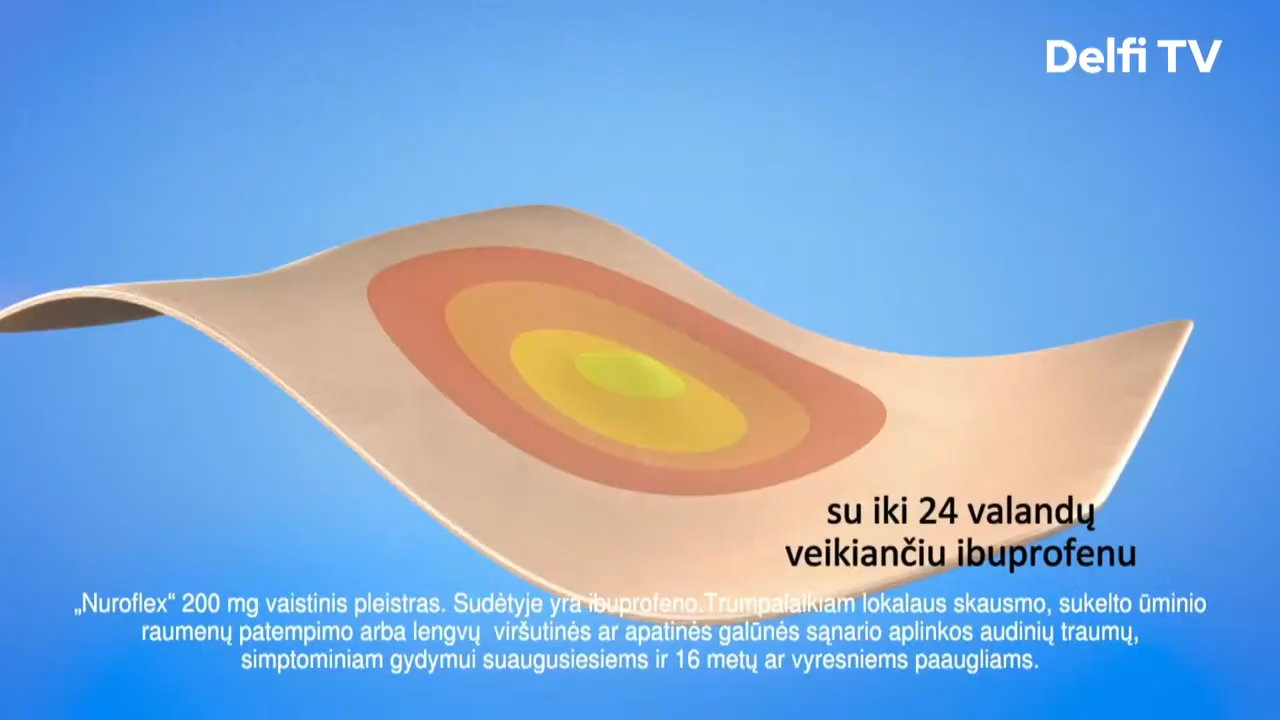 Delfi TV
su iki 24 valandų
veikiančiu ibuprofenu
„Nuroflex“ 200 mg vaistinis pleistras. Sudėtyje yra ibuprofeno.Trumpalaikiam lokalaus skausmo, sukelto ūminio
raumenų patempimo arba lengvų viršutinės ar apatinės galūnės sąnario aplinkos audinių traumų,
simptominiam gydymui suaugusiesiems ir 16 metų ar vyresniems paaugliams.